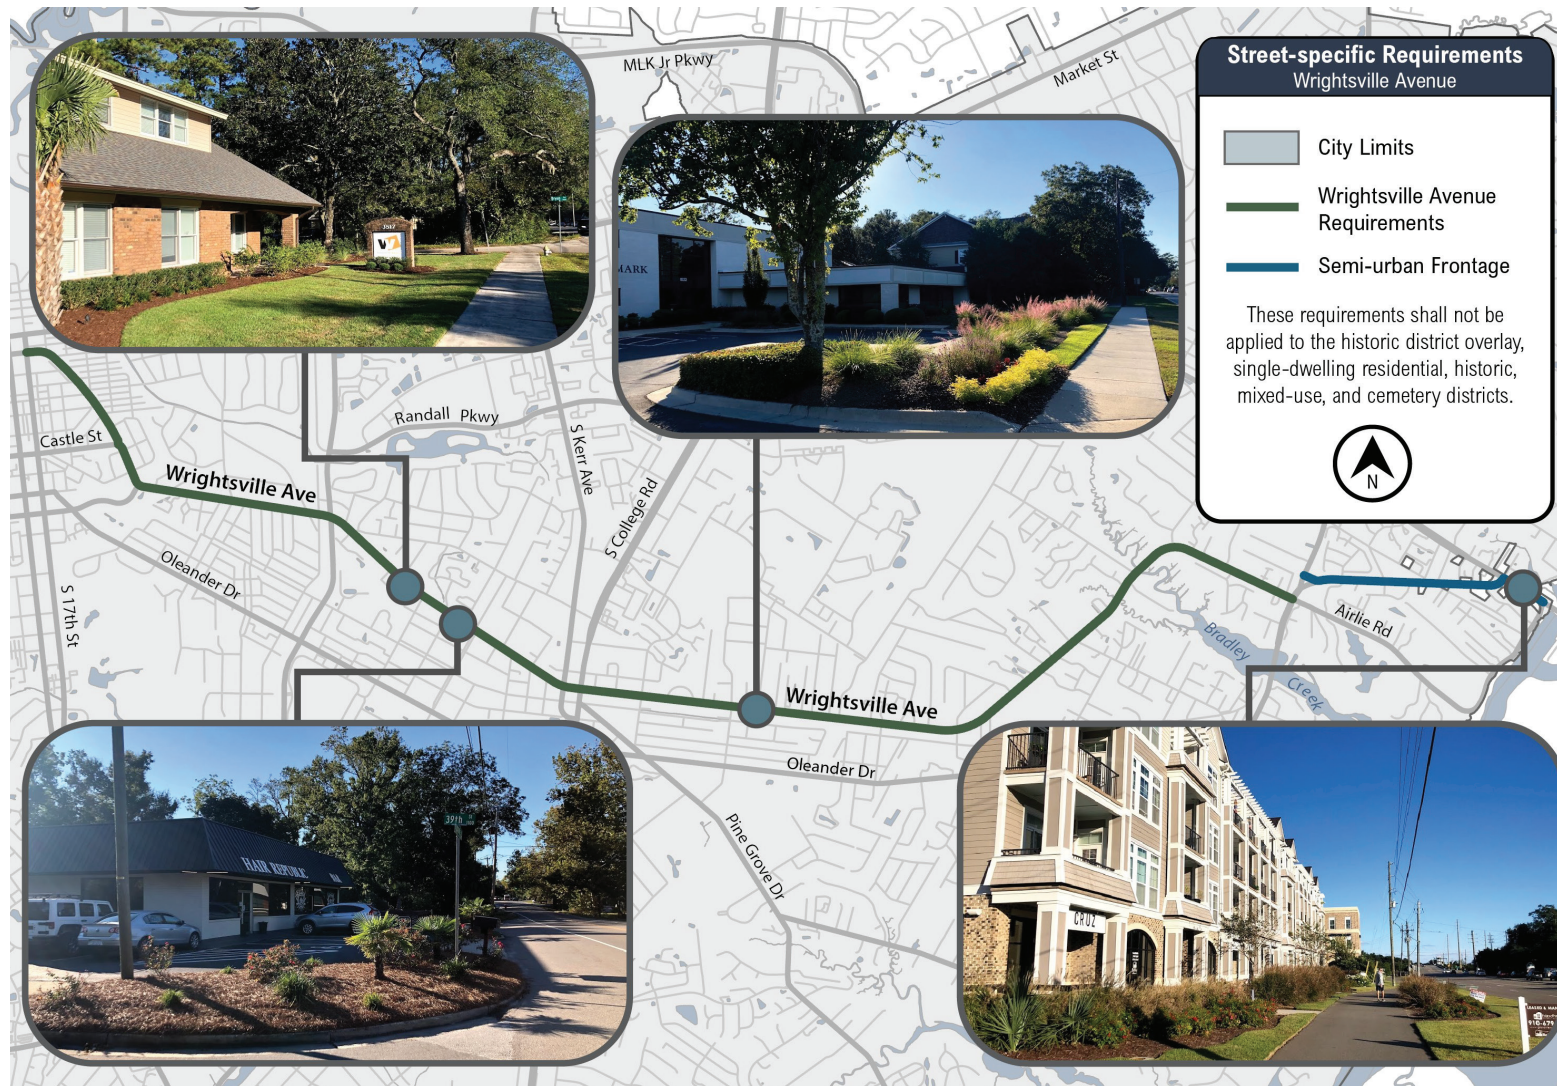 MLK Jr Pkwy
Market St
Street-specific Requirements
Wrightsville Avenue
City Limits
Wrightsville Avenue
Requirements
Semi-urban Frontage
These requirements shall not be
applied to the historic district overlay,
single-dwelling residential, historic,
mixed-use, and cemetery districts.
N
MARK
Castle St
Randall Pkwy
S Kerr Ave
S College Rd
Wrightsville Ave
Oleander Dr
S 17th St
Airlie Rd
Bradley
Creek
Wrightsville Ave
Oleander Dr
Pine Grove Dr
39th
HAIR REPUBLIC
CRUZ
910-679